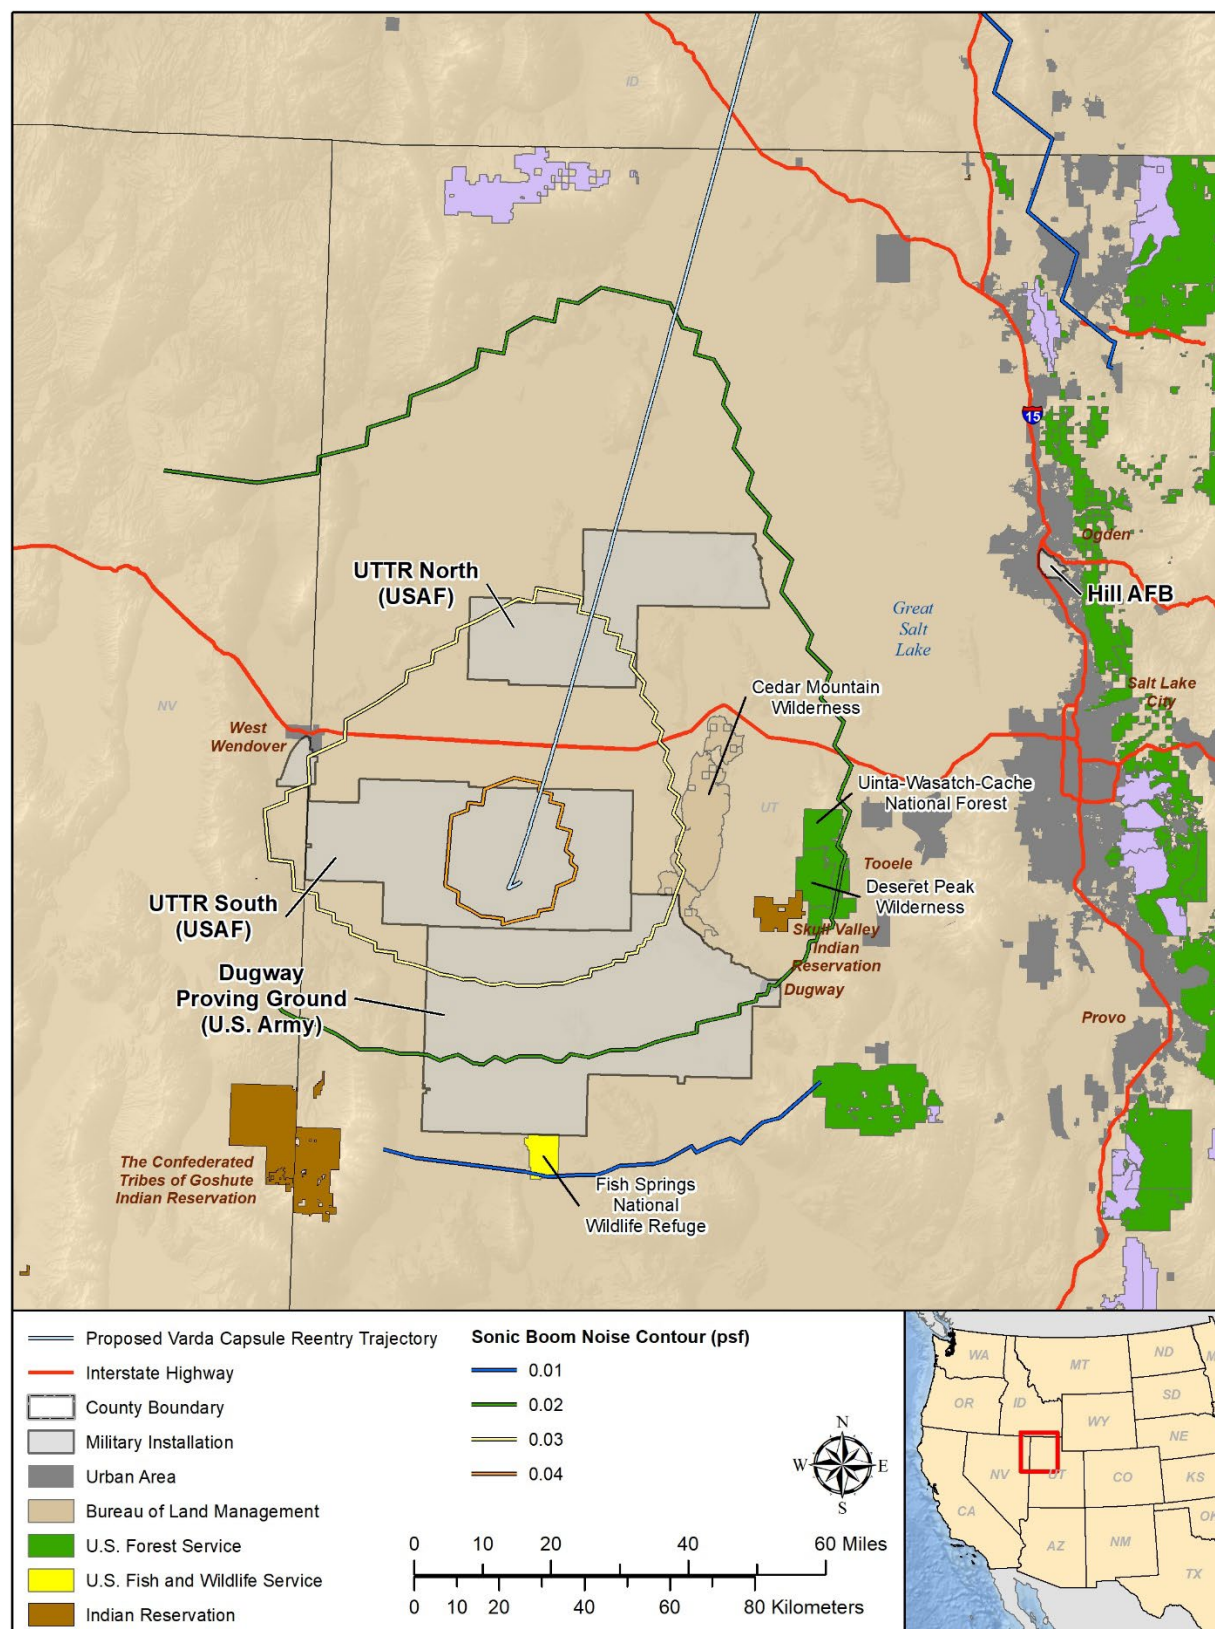 ID
15
Ogden
UTTR North
(USAF)
Hill AFB
Great
Salt
Lake
Cedar Mountain
Wilderness
Salt Lake
City
NV
West
Wendover
Uinta-Wasatch-Cache
National Forest
UT
Tooele
Deseret Peak
Wilderness
UTTR South
(USAF)
Skull Valley
Indian
Reservation
Dugway
Proving Ground
(U.S. Army)
Dugway
Provo
The Confederated
Tribes of Goshute
Indian Reservation
Fish Springs
National
Wildlife Refuge
Proposed Varda Capsule Reentry Trajectory
Interstate Highway
County Boundary
Military Installation
Urban Area
Bureau of Land Management
U.S. Forest Service
U.S. Fish and Wildlife Service
Indian Reservation
Sonic Boom Noise Contour (psf)
0.01
0.02
0.03
0.04
N
W E
S
0 10 20 40 60 Miles
0 10 20 40 60 80 Kilometers
WA
MT
ND
OR
ID
SD
WY
NE
NV
UT
CO
KS
CA
AZ
NM
OK
TX